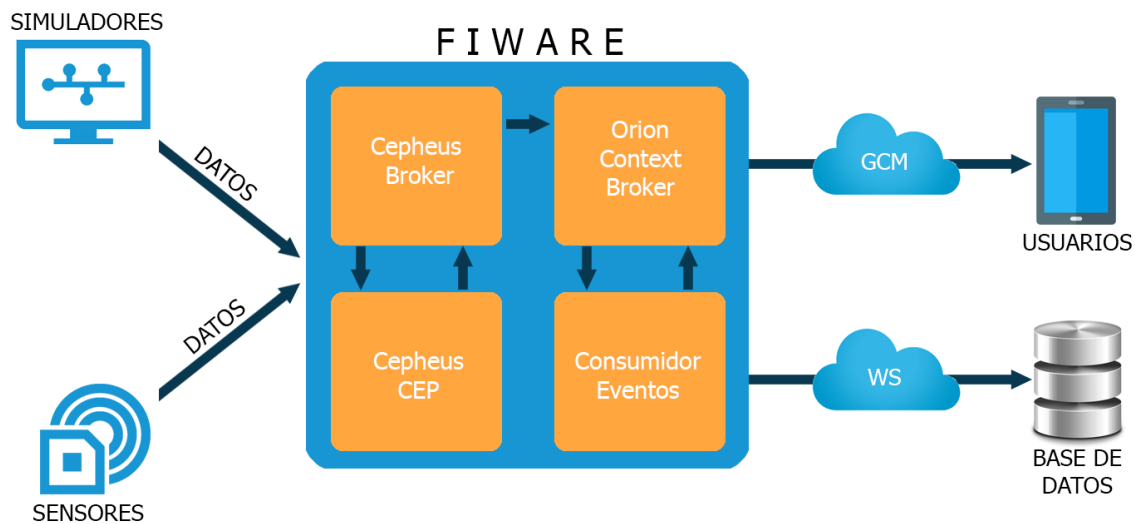 SIMULADORES
F I W A R E
DATOS
Cepheus
Broker
Orion
Context
Broker
GCM
USUARIOS
DATOS
Cepheus
CEP
Consumidor
Eventos
WS
SENSORES
BASE DE
DATOS